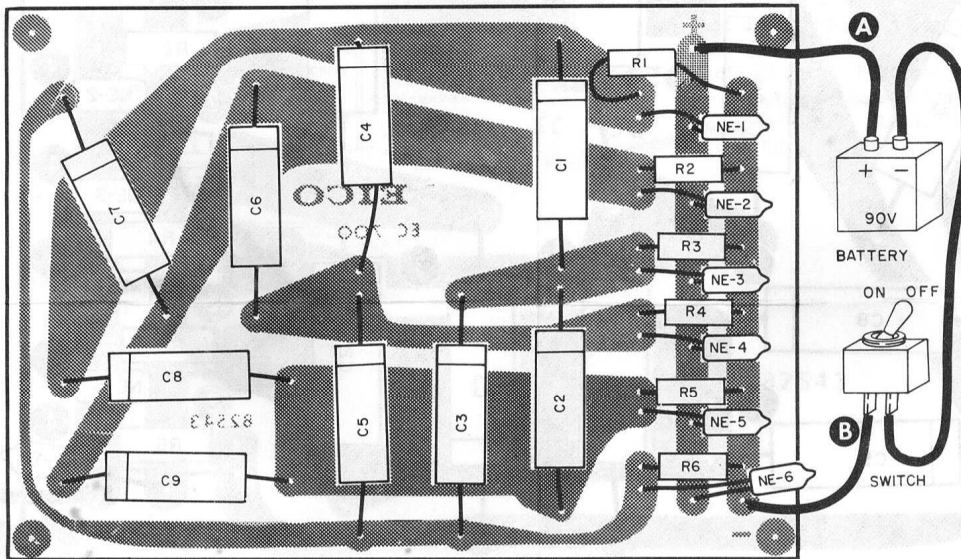 A
R1
C4
C1
NE-1
+ −
R2
C7
C6
EICO
NE-2
90V
EC 700
R3
BATTERY
NE-3
ON OFF
R4
NE-4
C8
R5
82543
C5
C3
C2
NE-5
B
R6
C9
NE-6
SWITCH